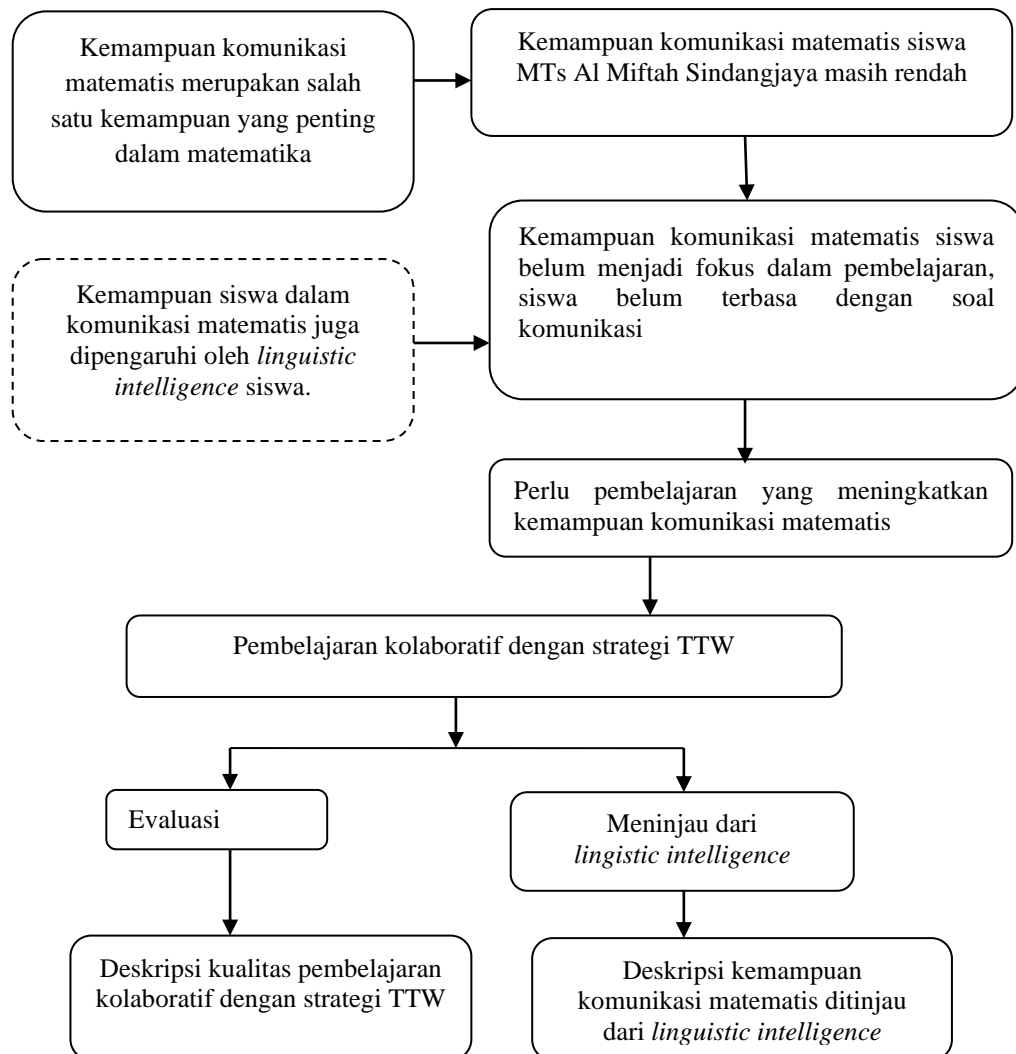 Kemampuan komunikasi
matematis merupakan salah
satu kemampuan yang penting
dalam matematika
Kemampuan komunikasi matematis siswa
MTs Al Miftah Sindangjaya masih rendah
Kemampuan komunikasi matematis siswa
belum menjadi fokus dalam pembelajaran,
siswa belum terbasa dengan soal
komunikasi
Kemampuan siswa dalam
komunikasi matematis juga
dipengaruhi oleh linguistic
intelligence siswa.
Perlu pembelajaran yang meningkatkan
kemampuan komunikasi matematis
Pembelajaran kolaboratif dengan strategi TTW
Evaluasi
Meninjau dari
lingistic intelligence
Deskripsi kualitas pembelajaran
kolaboratif dengan strategi TTW
Deskripsi kemampuan
komunikasi matematis ditinjau
dari linguistic intelligence